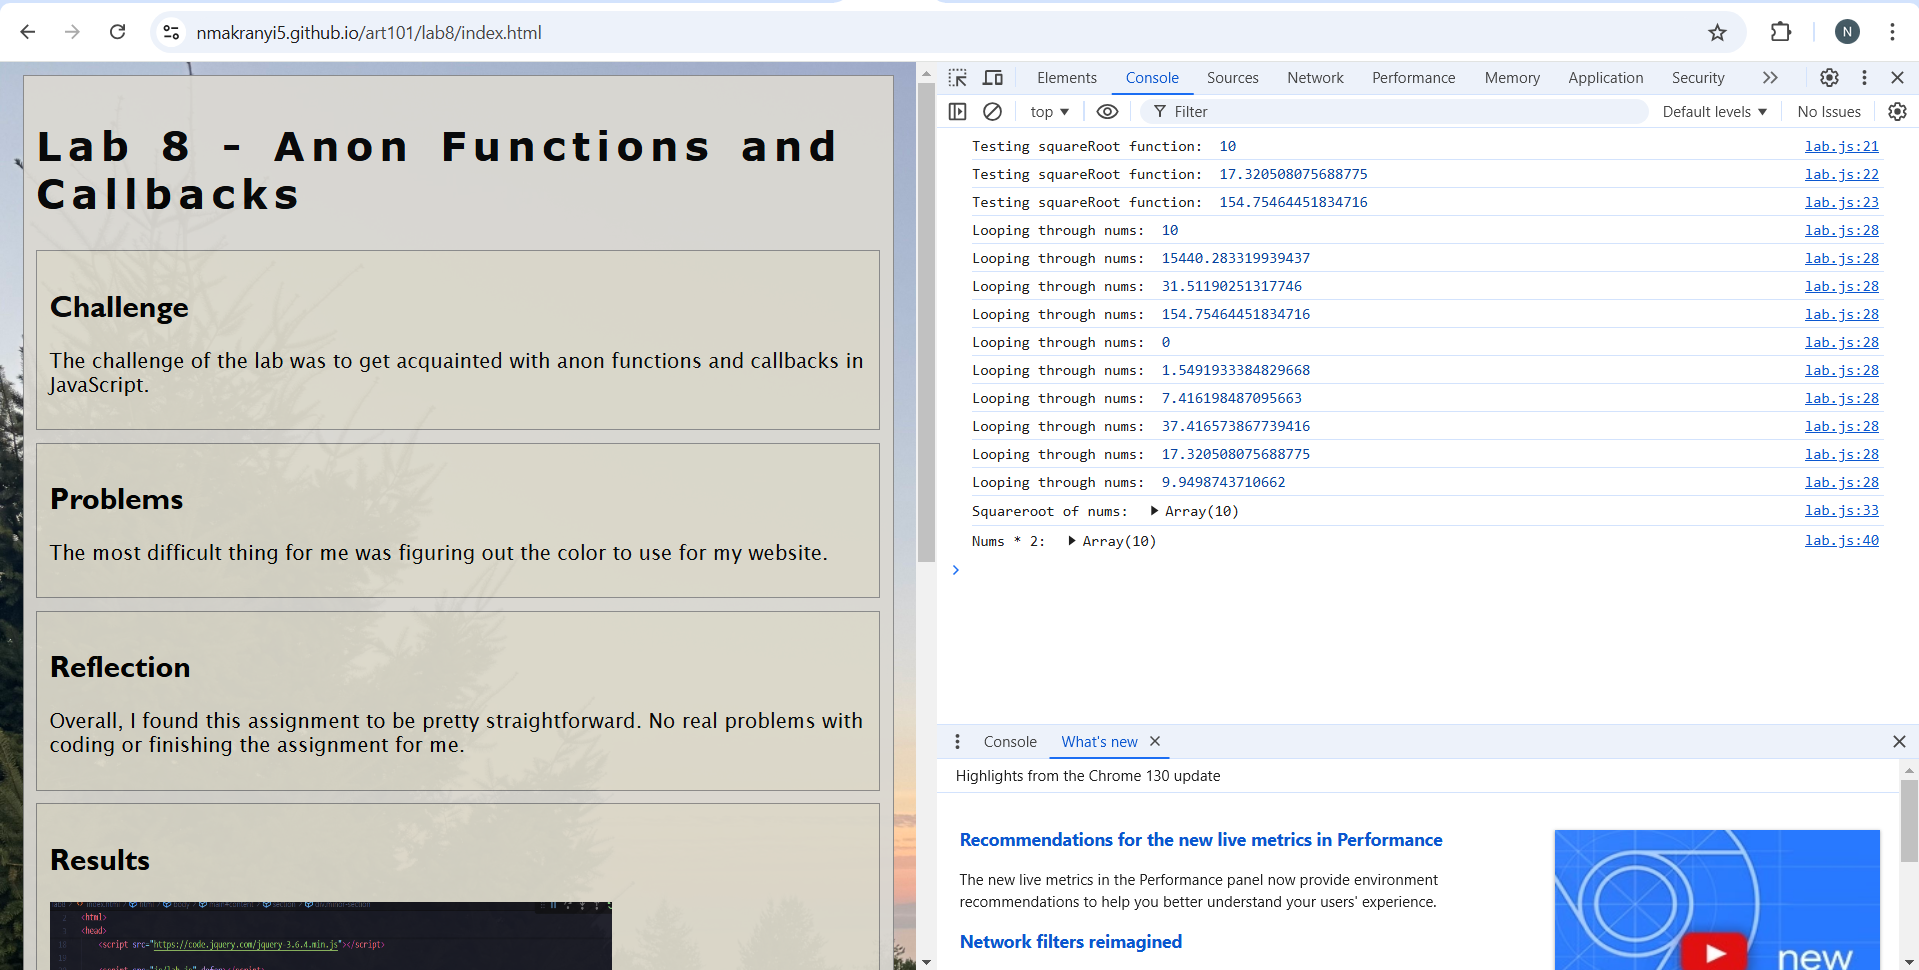 nmakranyi5.github.io/art101/lab8/index.html
N
Lab 8 - Anon Functions and
Callbacks
Challenge
The challenge of the lab was to get acquainted with anon functions and callbacks in
JavaScript.
Problems
The most difficult thing for me was figuring out the color to use for my website.
Reflection
Overall, I found this assignment to be pretty straightforward. No real problems with
coding or finishing the assignment for me.
Results
<html>
<head>
<script src="https://code.jquery.com/jquery-3.6.4.min.js"></script>
Elements Console Sources Network Performance Memory Application Security
top Filter Default levels No Issues
Testing squareRoot function: 10 lab.js:21
Testing squareRoot function: 17.320508075688775 lab.js:22
Testing squareRoot function: 154.75464451834716 lab.js:23
Looping through nums: 10 lab.js:28
Looping through nums: 15440.283319939437 lab.js:28
Looping through nums: 31.51190251317746 lab.js:28
Looping through nums: 154.75464451834716 lab.js:28
Looping through nums: 0 lab.js:28
Looping through nums: 1.5491933384829668 lab.js:28
Looping through nums: 7.416198487095663 lab.js:28
Looping through nums: 37.416573867739416 lab.js:28
Looping through nums: 17.320508075688775 lab.js:28
Looping through nums: 9.9498743710662 lab.js:28
Squareroot of nums: Array(10) lab.js:33
Nums * 2: Array(10) lab.js:40
Console What's new
Highlights from the Chrome 130 update
Recommendations for the new live metrics in Performance
The new live metrics in the Performance panel now provide environment
recommendations to help you better understand your users' experience.
Network filters reimagined
new